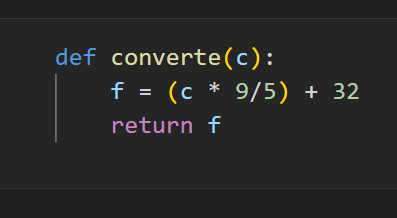 def converte(c):
    f = (c * 9/5) + 32
    return f